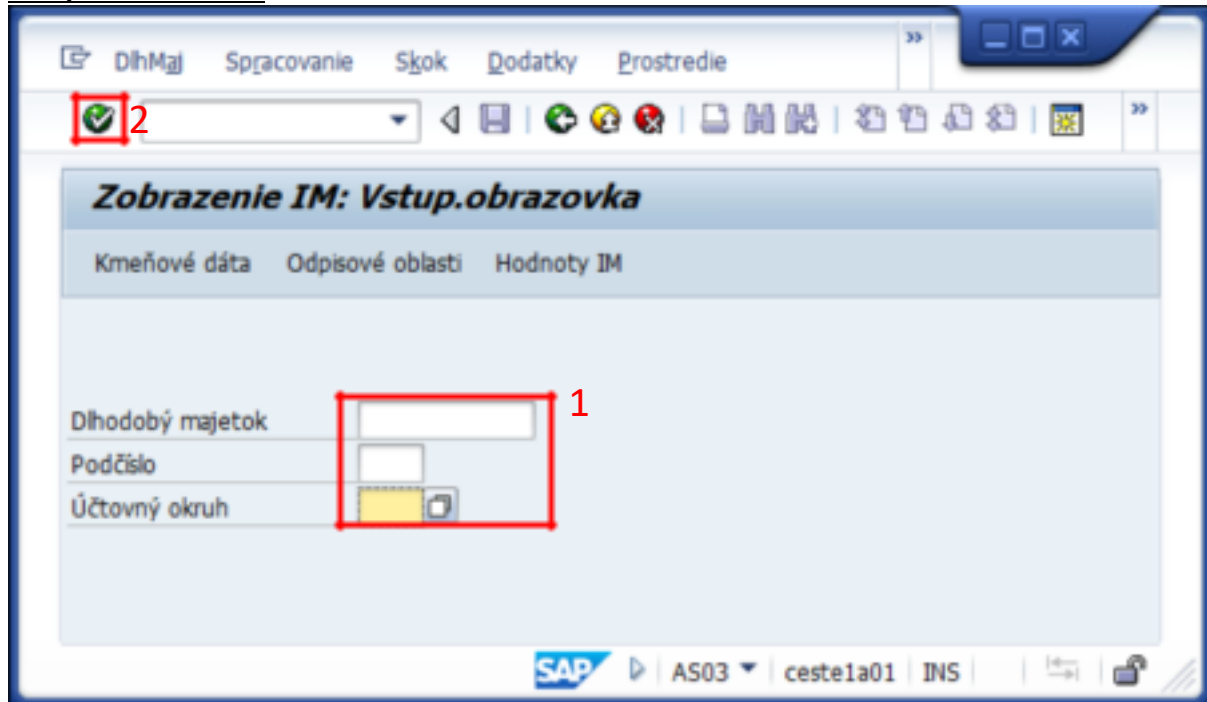 DlhMaj Spracovanie Skok Dodatky Prostredie
2
Zobrazenie IM: Vstup.obrazovka
Kmeňové dáta Odpisové oblasti Hodnoty IM
1
Dlhodobý majetok
Podčíslo
Účtovný okruh
SAP AS03 ceste1a01 INS